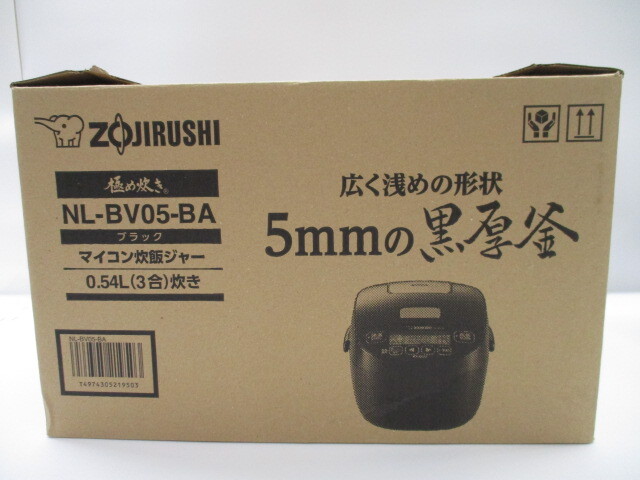 ZOJIRUSHI
極め炊き®
NL-BV05-BA
ブラック
マイコン炊飯ジャー
0.54L(3合)炊き
広く浅めの形状
5mmの黒厚釜
NL-BV05-BA
7497430521950З